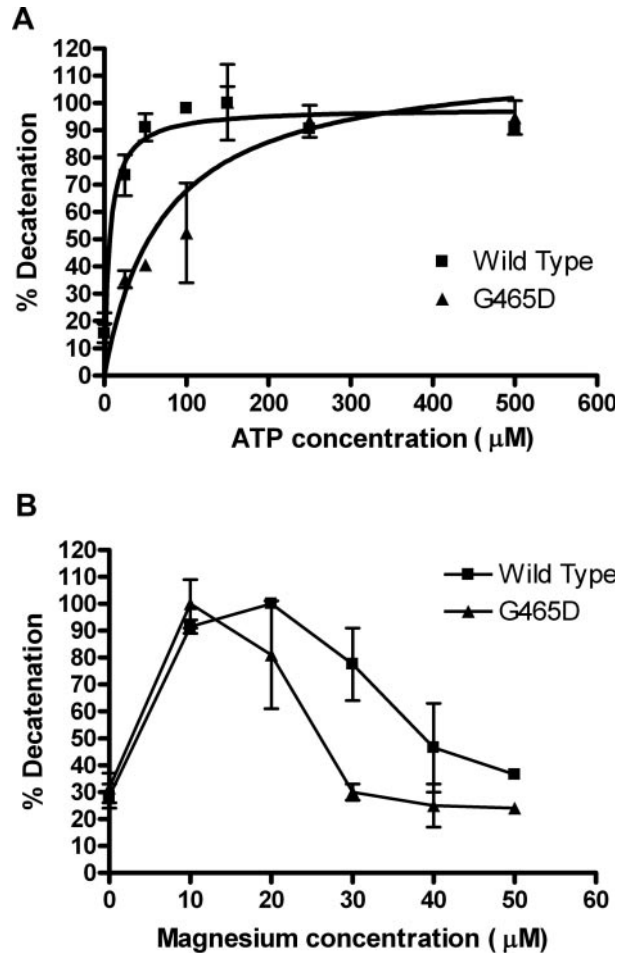 A
120
110
100
90
80
70
60
50
40
30
20
10
0
% Decatenation
Wild Type
G465D
0 100 200 300 400 500 600
ATP concentration ( μM)
B
120
110
100
90
80
70
60
50
40
30
20
10
0
% Decatenation
Wild Type
G465D
0 10 20 30 40 50 60
Magnesium concentration ( μM)